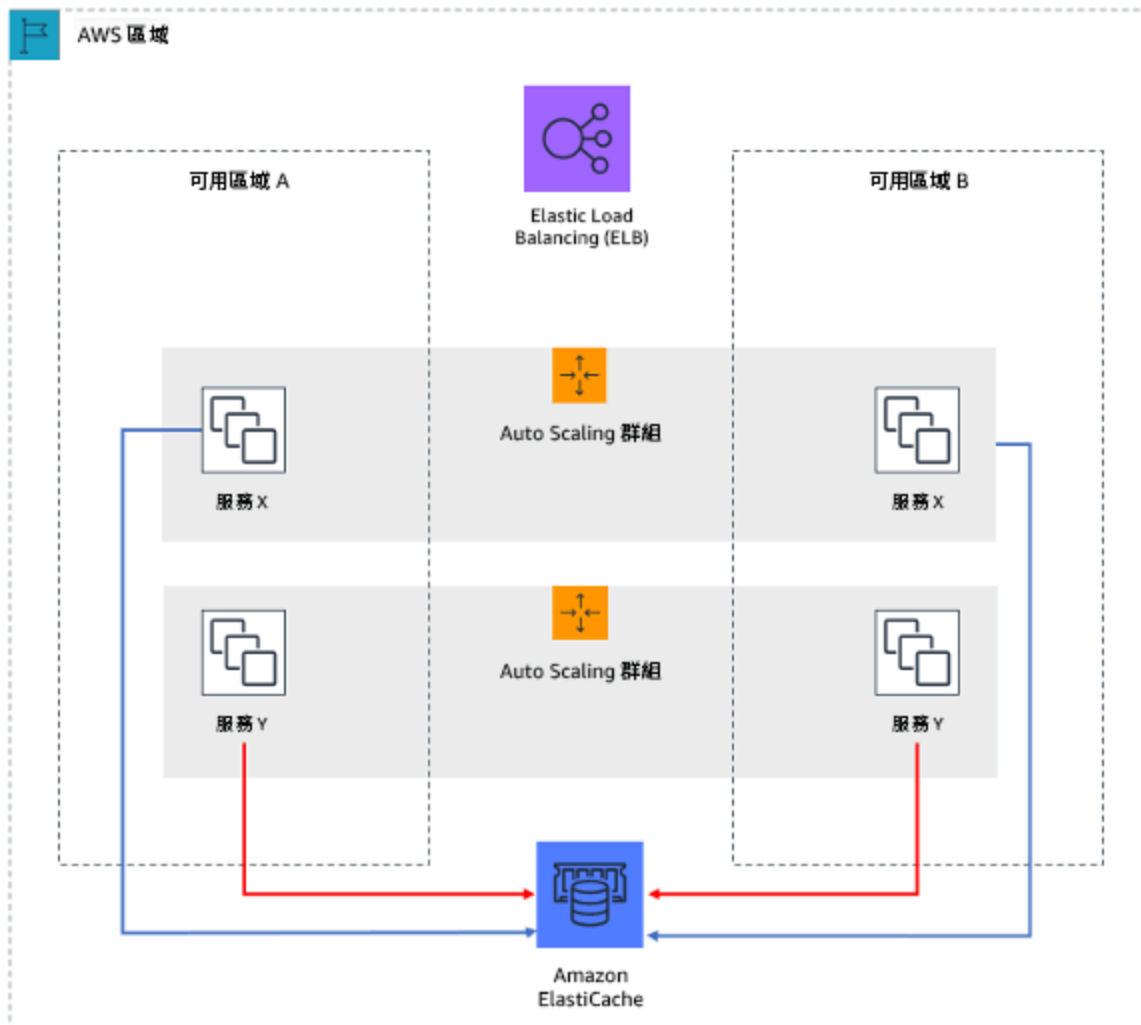 AWS 區域
可用區域 A
可用區域 B
Elastic Load
Balancing (ELB)
Auto Scaling 群組
服務 X
服務 X
Auto Scaling 群組
服務 Y
服務 Y
Amazon
ElastiCache